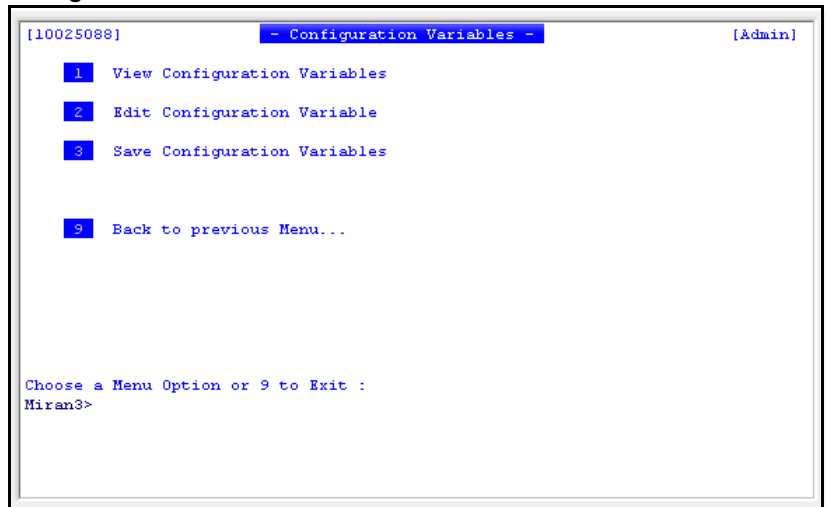 [10025088] - Configuration Variables - [Admin]
1 View Configuration Variables
2 Edit Configuration Variable
3 Save Configuration Variables
9 Back to previous Menu...
Choose a Menu Option or 9 to Exit :
Miran3>